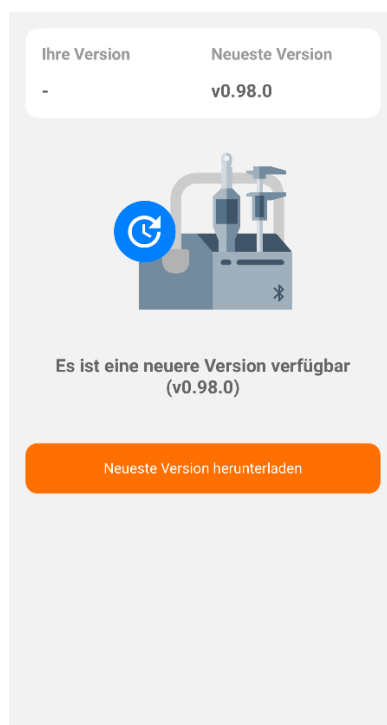 Ihre Version
Neueste Version
-
v0.98.0
Es ist eine neuere Version verfügbar
(v0.98.0)
Neueste Version herunterladen